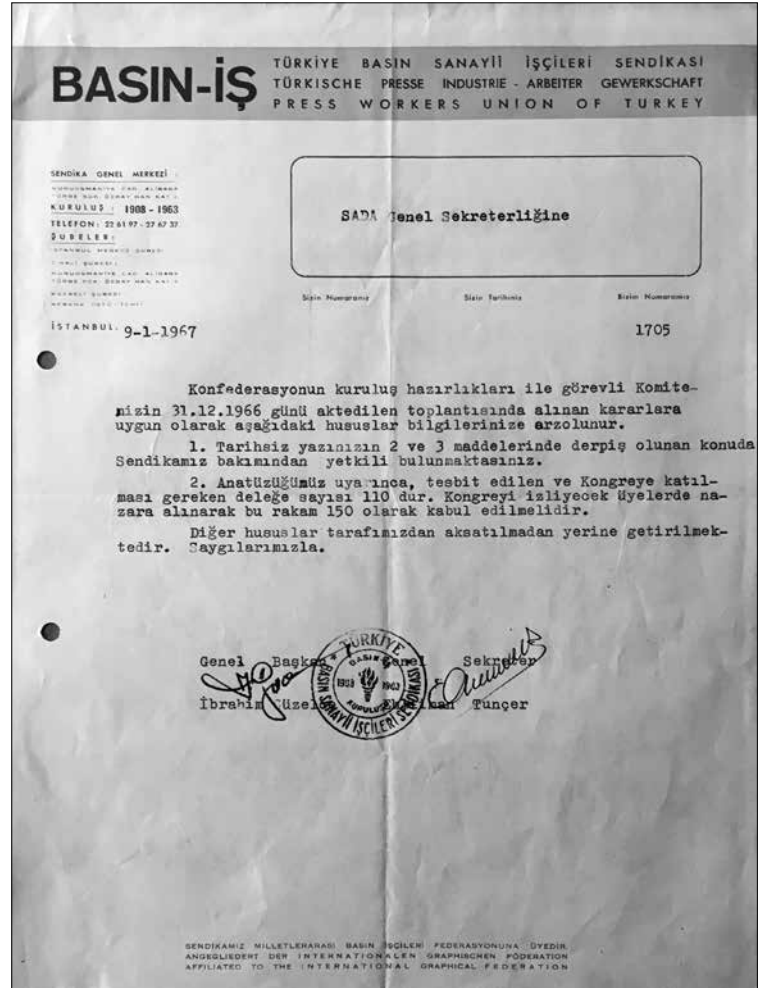 BASIN-İŞ
TÜRKİYE BASIN SANAYİİ İŞÇİLERİ SENDİKASI
TÜRKISCHE PRESSE INDUSTRIE - ARBEITER GEWERKSCHAFT
PRESS WORKERS UNION OF TURKEY
SENDİKA GENEL MERKEZİ :
KURULUŞ : 1908 - 1963
TELEFON: 22 61 97 - 27 67 37
ŞUBELER:
SADA Genel Sekreterliğine
Sizin Numaranız Sizin Tarihiniz Bizim Numaramız
İSTANBUL: 9-1-1967 1705
Konfederasyonun kuruluş hazırlıkları ile görevli Komite-
mizin 31.12.1966 günü aktedilen toplantısında alınan kararlara
uygun olarak aşağıdaki hususlar bilgilerinize arzolunur.
1. Tarihsiz yazınızın 2 ve 3 maddelerinde derpiş olunan konuda
Sendikamız bakımından yetkili bulunmaktasınız.
2. Anatüzüğümüz uyarınca, tesbit edilen ve Kongreye katıl-
ması gereken deleğe sayısı 110 dur. Kongreyi izliyecek üyelerde na-
zara alınarak bu rakam 150 olarak kabul edilmelidir.
Diğer hususlar tarafımızdan aksatılmadan yerine getirilmek-
tedir. Saygılarımızla.
Genel Başkan Genel Sekreter
İbrahim Güzel Tunçer
TÜRKİYE BASIN SANAYİİ İŞÇİLERİ SENDİKASI
1908 1963
KURULUŞU
SENDİKAMIZ MİLLETLERARASI BASIN İŞÇİLERİ FEDERASYONUNA ÜYEDİR.
ANGEGLIEDERT DER INTERNATIONALEN GRAPHISCHEN FÖDERATION
AFFILIATED TO THE INTERNATIONAL GRAPHICAL FEDERATION